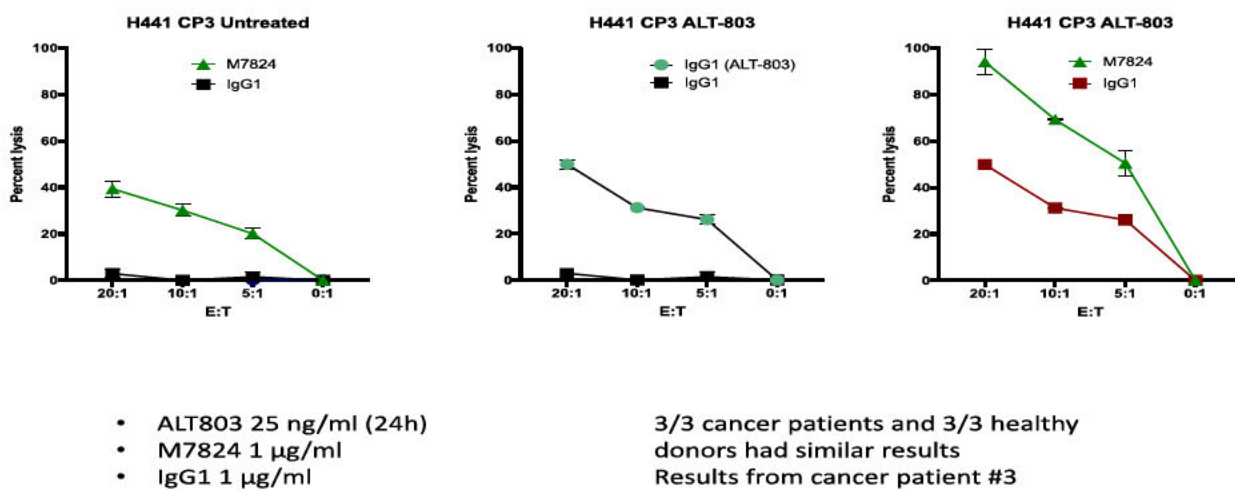 H441 CP3 Untreated
100
80
60
40
20
0
Percent lysis
M7824
IgG1
20:1
10:1
5:1
0:1
E:T
H441 CP3 ALT-803
100
80
60
40
20
0
Percent lysis
IgG1 (ALT-803)
IgG1
20:1
10:1
5:1
0:1
E:T
H441 CP3 ALT-803
100
80
60
40
20
0
Percent lysis
M7824
IgG1
20:1
10:1
5:1
0:1
E:T
• ALT803 25 ng/ml (24h)
• M7824 1 µg/ml
• IgG1 1 µg/ml
3/3 cancer patients and 3/3 healthy
donors had similar results
Results from cancer patient #3